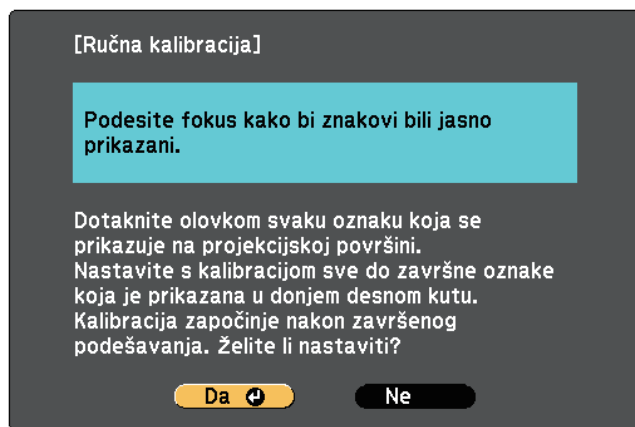 [Ručna kalibracija]
Podesite fokus kako bi znakovi bili jasno
prikazani.
Dotaknite olovkom svaku oznaku koja se
prikazuje na projekcijskoj površini.
Nastavite s kalibracijom sve do završne oznake
koja je prikazana u donjem desnom kutu.
Kalibracija započinje nakon završenog
podešavanja. Želite li nastaviti?
Da Ne